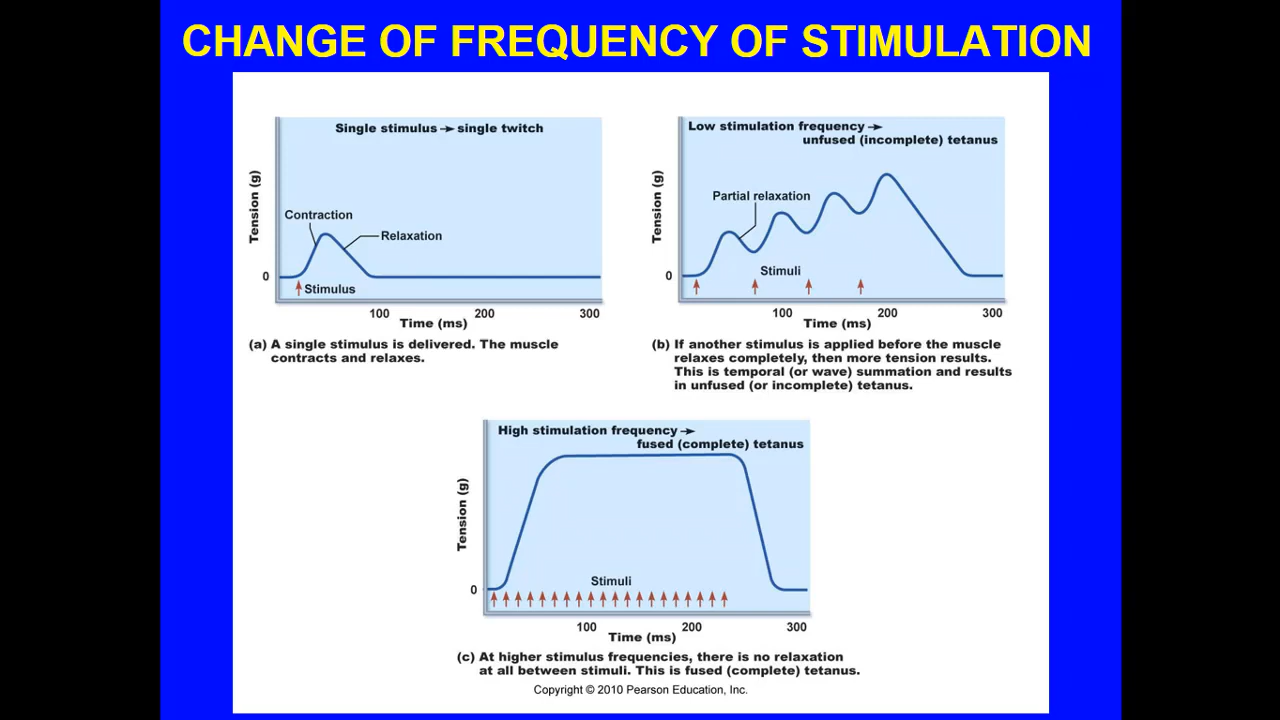 CHANGE OF FREQUENCY OF STIMULATION
Single stimulus → single twitch
Tension (g)
Contraction
Relaxation
0
Stimulus
100 200 300
Time (ms)
(a) A single stimulus is delivered. The muscle
contracts and relaxes.
Low stimulation frequency →
unfused (incomplete) tetanus
Tension (g)
Partial relaxation
0
Stimuli
100 200 300
Time (ms)
(b) If another stimulus is applied before the muscle
relaxes completely, then more tension results.
This is temporal (or wave) summation and results
in unfused (or incomplete) tetanus.
High stimulation frequency →
fused (complete) tetanus
Tension (g)
0
Stimuli
100 200 300
Time (ms)
(c) At higher stimulus frequencies, there is no relaxation
at all between stimuli. This is fused (complete) tetanus.
Copyright © 2010 Pearson Education, Inc.